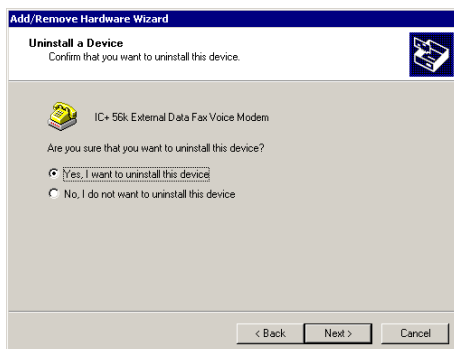 Add/Remove Hardware Wizard
Uninstall a Device
Confirm that you want to uninstall this device.
IC+ 56k External Data Fax Voice Modem
Are you sure that you want to uninstall this device?
Yes, I want to uninstall this device
No, I do not want to uninstall this device
< Back
Next >
Cancel